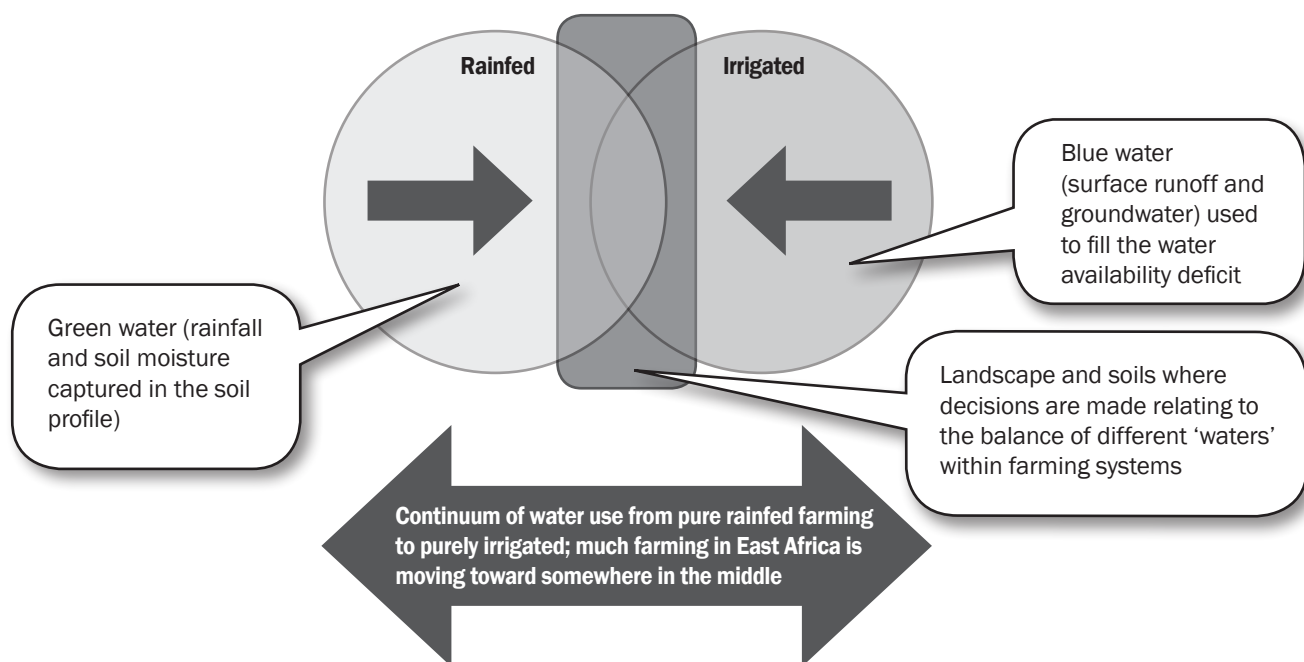 Rainfed
Irrigated
Blue water
(surface runoff and
groundwater) used
to fill the water
availability deficit
Green water (rainfall
and soil moisture
captured in the soil
profile)
Landscape and soils where
decisions are made relating to
the balance of different ‘waters’
within farming systems
Continuum of water use from pure rainfed farming
to purely irrigated; much farming in East Africa is
moving toward somewhere in the middle